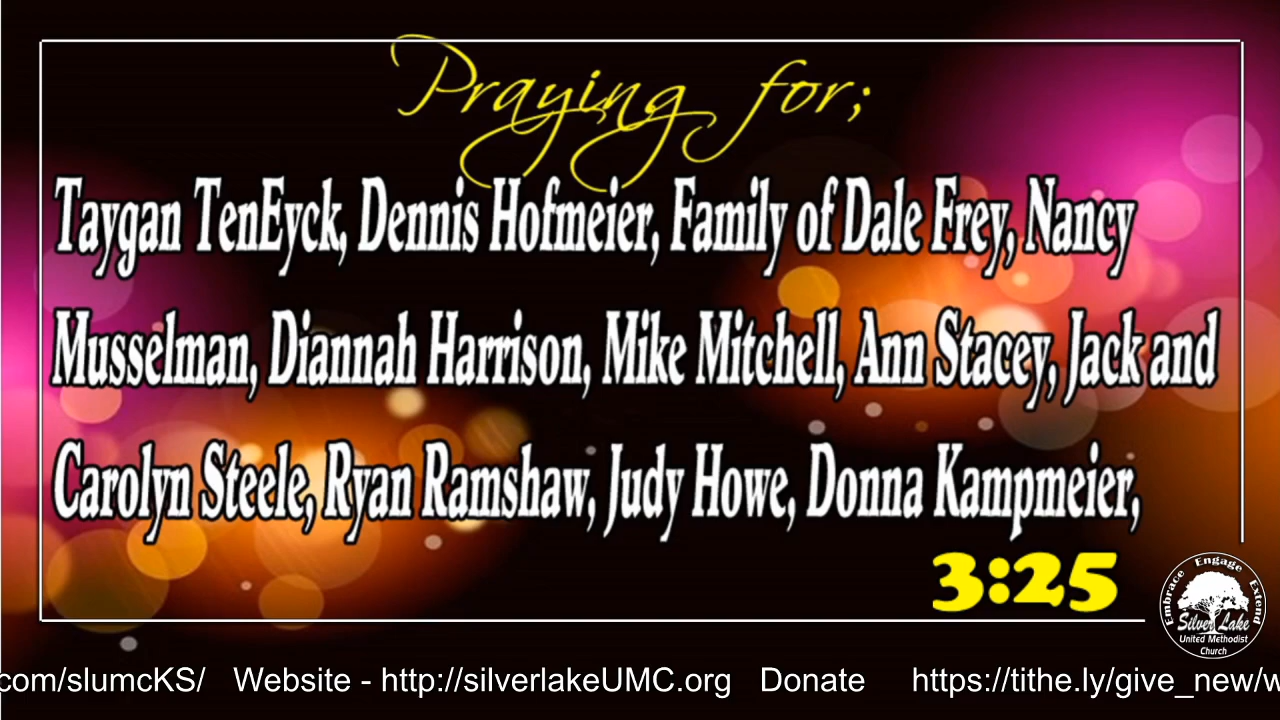 Praying for;
Taygan TenEyck, Dennis Hofmeier, Family of Dale Frey, Nancy
Musselman, Diannah Harrison, Mike Mitchell, Ann Stacey, Jack and
Carolyn Steele, Ryan Ramshaw, Judy Howe, Donna Kampmeier,
3:25
Embrace Engage Extend
Silver Lake
United Methodist
Church
com/slumcKS/ Website - http://silverlakeUMC.org Donate https://tithe.ly/give_new/w